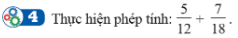 4 Thực hiện phép tính: 5/12 + 7/18.